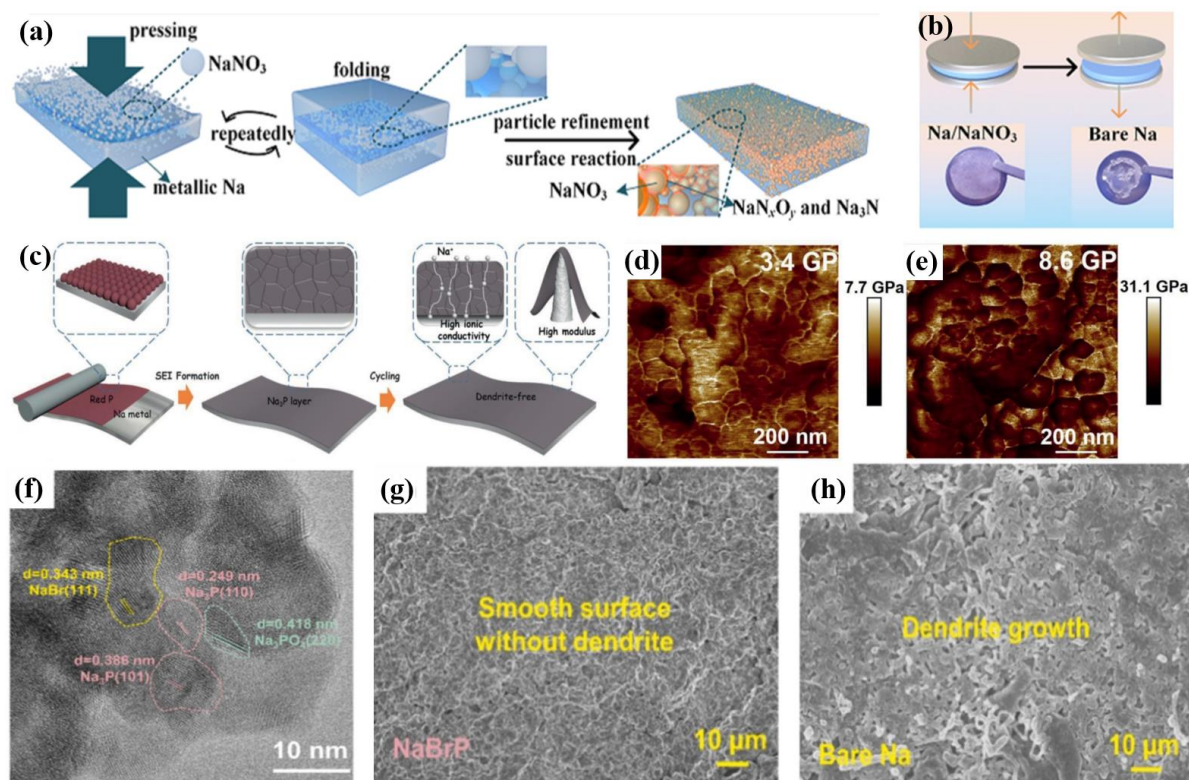 (a)
pressing
NaNO₃
metallic Na
repeatedly
folding
particle refinement
surface reaction
NaNO₃
NaNₓOᵧ and Na₃N
(b)
Na/NaNO₃
Bare Na
(c)
Red P
Na metal
SEI Formation
Na₃P layer
Cycling
Na⁺
High ionic
conductivity
High modulus
Dendrite-free
(d)
3.4 GP
200 nm
7.7 GPa
(e)
8.6 GP
200 nm
31.1 GPa
(f)
d=0.343 nm
NaBr(111)
d=0.249 nm
Na₃P(110)
d=0.418 nm
Na₃PO₄(220)
d=0.386 nm
Na₃P(101)
10 nm
(g)
Smooth surface
without dendrite
NaBrP
10 μm
(h)
Dendrite growth
Bare Na
10 μm